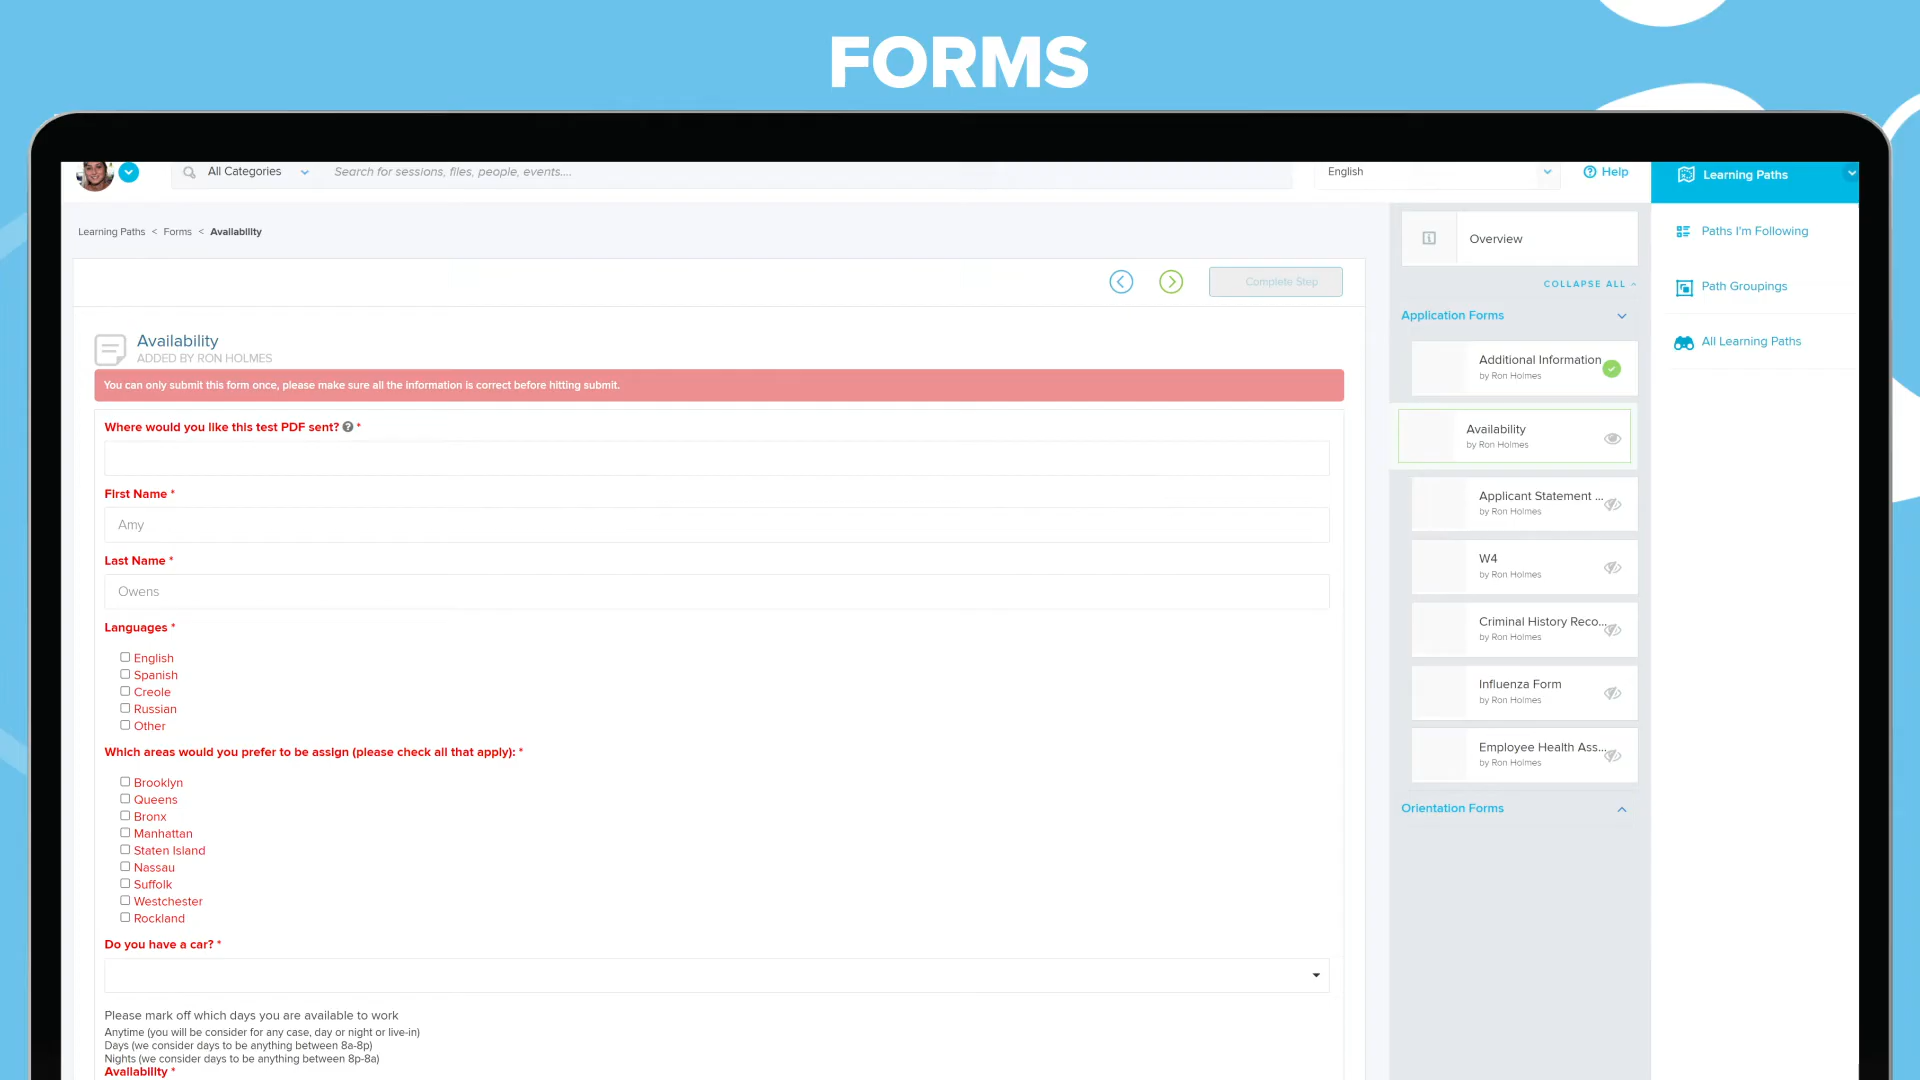 FORMS
All Categories
Search for sessions, files, people, events....
English
Help
Learning Paths
Learning Paths < Forms < Availability
Complete Step
Availability
ADDED BY RON HOLMES
You can only submit this form once, please make sure all the information is correct before hitting submit.
Where would you like this test PDF sent? ? *
First Name *
Amy
Last Name *
Owens
Languages *
English
Spanish
Creole
Russian
Other
Which areas would you prefer to be assign (please check all that apply): *
Brooklyn
Queens
Bronx
Manhattan
Staten Island
Nassau
Suffolk
Westchester
Rockland
Do you have a car? *
Please mark off which days you are available to work
Anytime (you will be consider for any case, day or night or live-in)
Days (we consider days to be anything between 8a-8p)
Nights (we consider days to be anything between 8p-8a)
Availability *
Overview
COLLAPSE ALL
Application Forms
Additional Information
by Ron Holmes
Availability
by Ron Holmes
Applicant Statement ...
by Ron Holmes
W4
by Ron Holmes
Criminal History Reco...
by Ron Holmes
Influenza Form
by Ron Holmes
Employee Health Ass...
by Ron Holmes
Orientation Forms
Paths I'm Following
Path Groupings
All Learning Paths